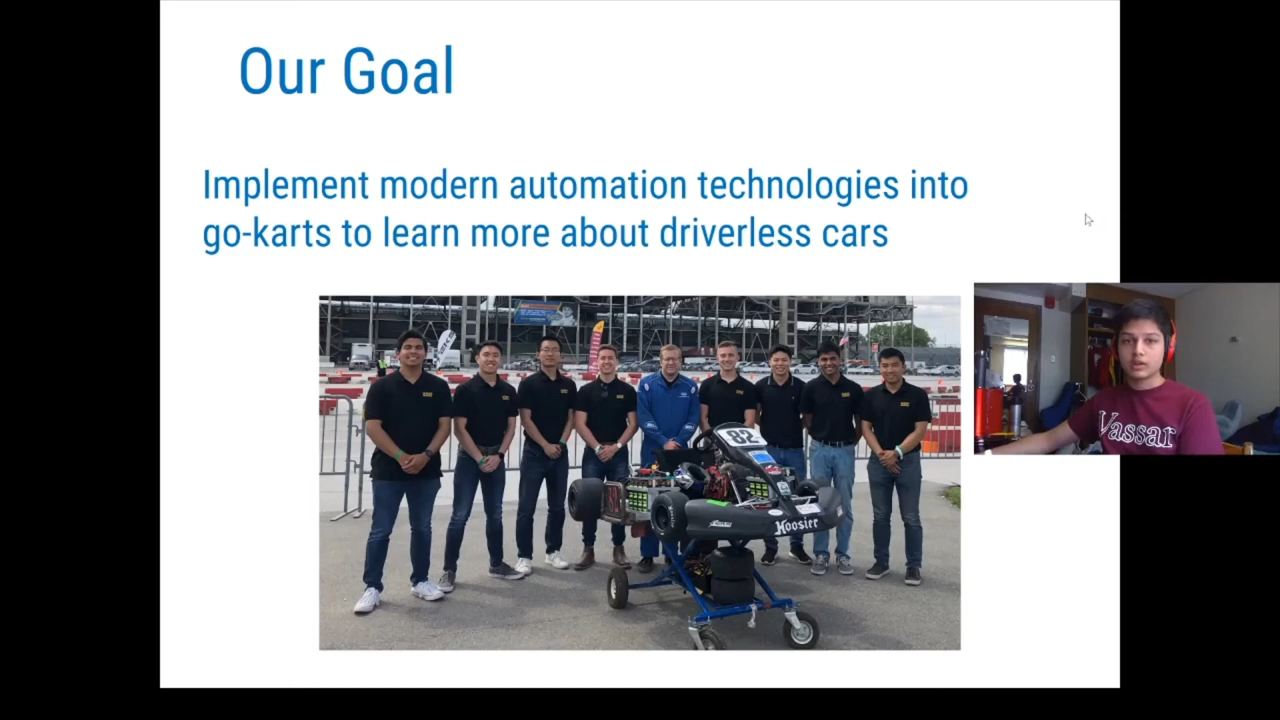 Our Goal
Implement modern automation technologies into
go-karts to learn more about driverless cars
82
Hoosier
Vassar